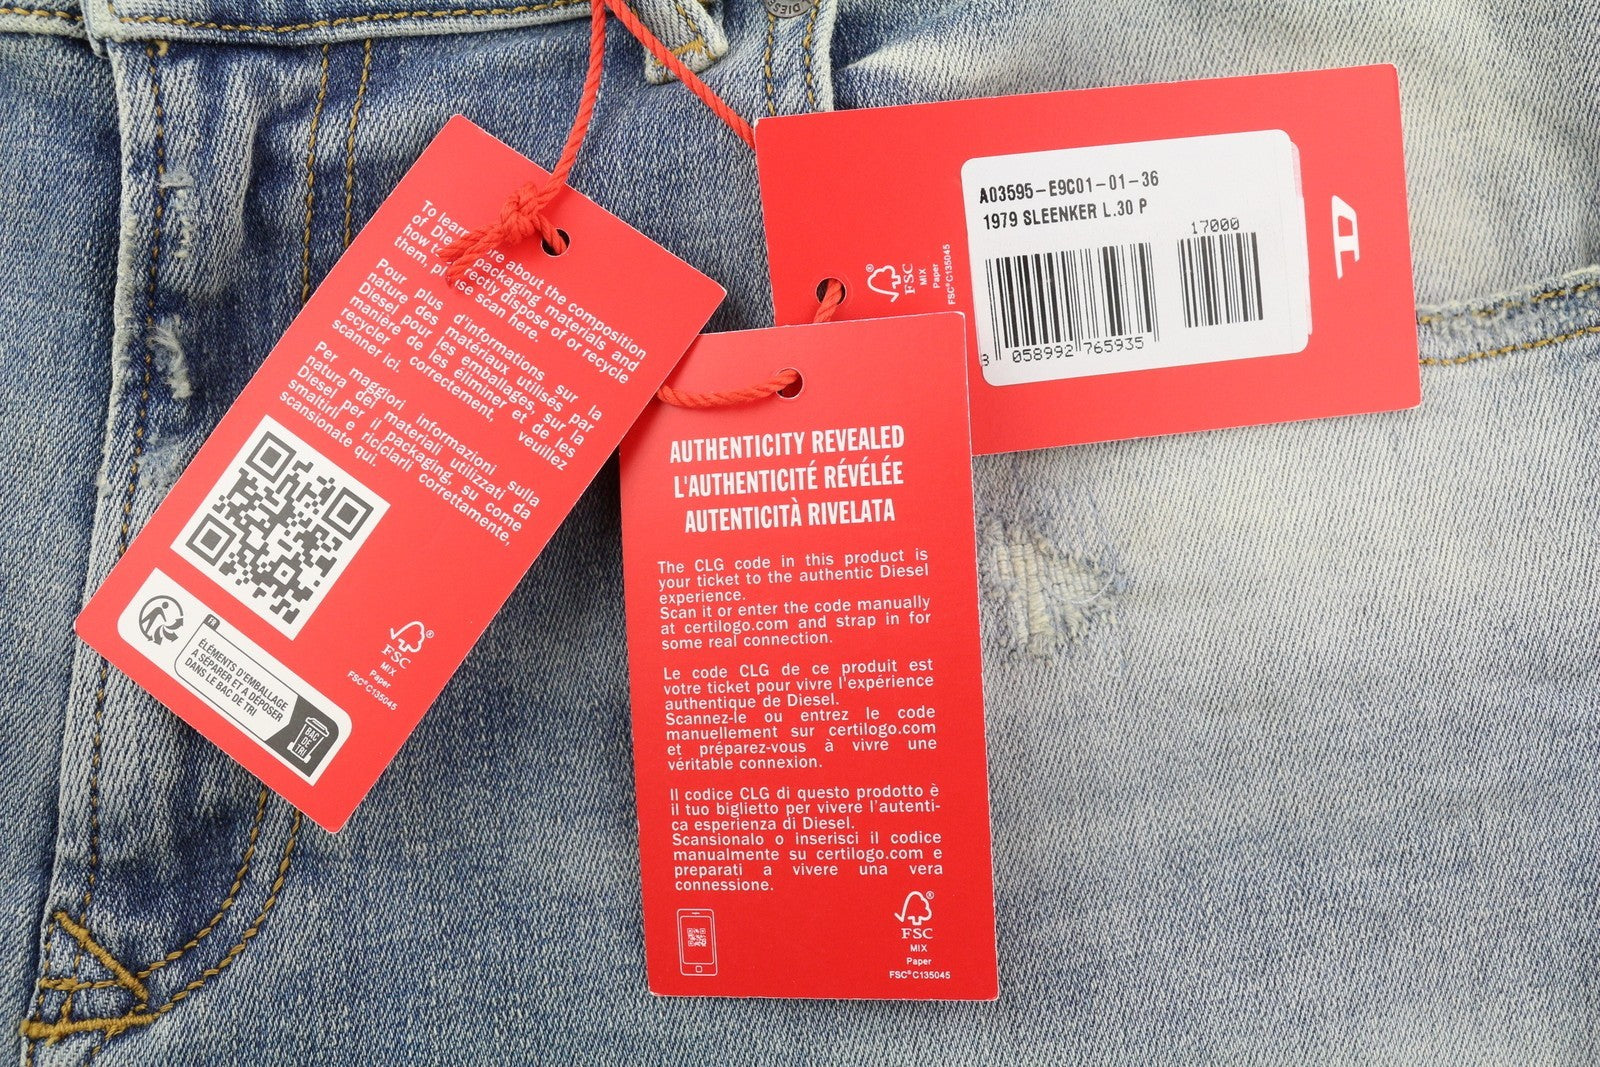 DIES
To learn more about the composition
of Diesel packaging materials and
how to correctly dispose of or recycle
them, please scan here.
Pour plus d'informations sur la
nature des matériaux utilisés par
Diesel pour les emballages, sur la
manière de les éliminer et de les
recycler correctement, veuillez
scanner ici.
Per maggiori informazioni sulla
natura dei materiali utilizzati da
Diesel per il packaging, su come
smaltirli e riciclarli correttamente,
scansionate qui.
FR
ÉLÉMENTS D'EMBALLAGE
À SÉPARER ET À DÉPOSER
DANS LE BAC DE TRI
BAC
DE
TRI
FSC
MIX
Paper
FSC® C135045
A03595-E9C01-01-36
1979 SLEENKER L.30 P
17000
8 058992 765935
FSC
MIX
Paper
FSC® C135045
D
AUTHENTICITY REVEALED
L'AUTHENTICITÉ RÉVÉLÉE
AUTENTICITÀ RIVELATA
The CLG code in this product is
your ticket to the authentic Diesel
experience.
Scan it or enter the code manually
at certilogo.com and strap in for
some real connection.
Le code CLG de ce produit est
votre ticket pour vivre l'expérience
authentique de Diesel.
Scannez-le ou entrez le code
manuellement sur certilogo.com
et préparez-vous à vivre une
véritable connexion.
Il codice CLG di questo prodotto è
il tuo biglietto per vivere l'autenti-
ca esperienza di Diesel.
Scansionalo o inserisci il codice
manualmente su certilogo.com e
preparati a vivere una vera
connessione.
FSC
MIX
Paper
FSC® C135045